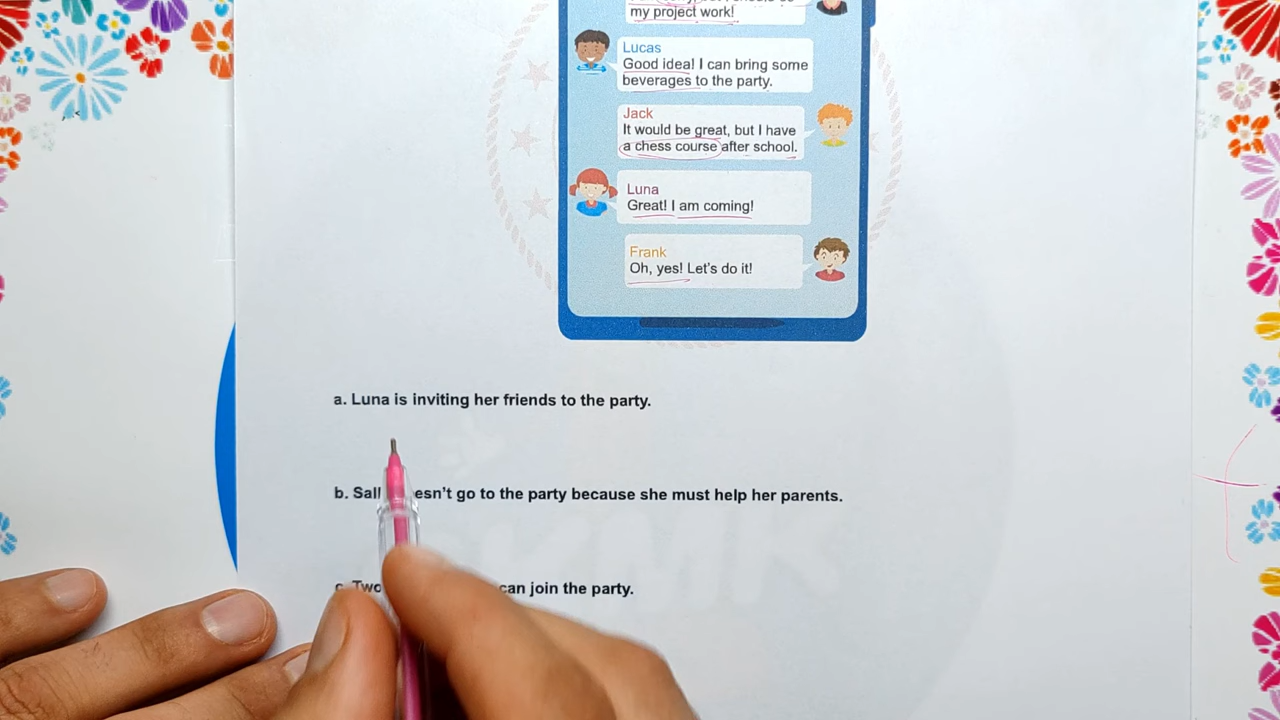 my project work!
Lucas
Good idea! I can bring some
beverages to the party.
Jack
It would be great, but I have
a chess course after school.
Luna
Great! I am coming!
Frank
Oh, yes! Let's do it!
a. Luna is inviting her friends to the party.
b. Sall esn't go to the party because she must help her parents.
c. Two can join the party.